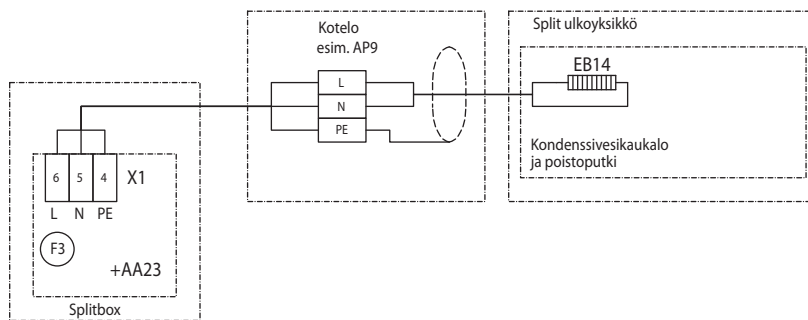 Kotelo
esim. AP9
L
N
PE
Split ulkoyksikkö
EB14
Kondenssivesikaukalo
ja poistoputki
6 5 4 X1
L N PE
F3
+AA23
Splitbox